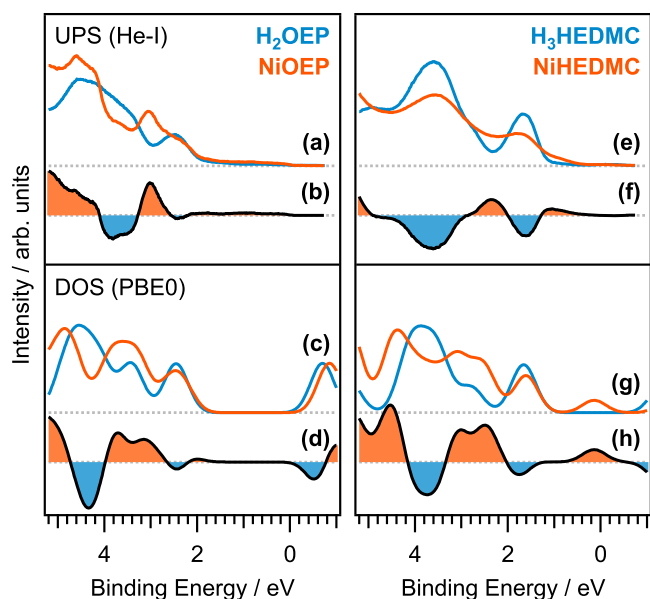 UPS (He-I)
H₂OEP
NiOEP
(a)
(b)
H₃HEDMC
NiHEDMC
(e)
(f)
Intensity / arb. units
DOS (PBE0)
(c)
(d)
(g)
(h)
4 2 0
4 2 0
Binding Energy / eV
Binding Energy / eV